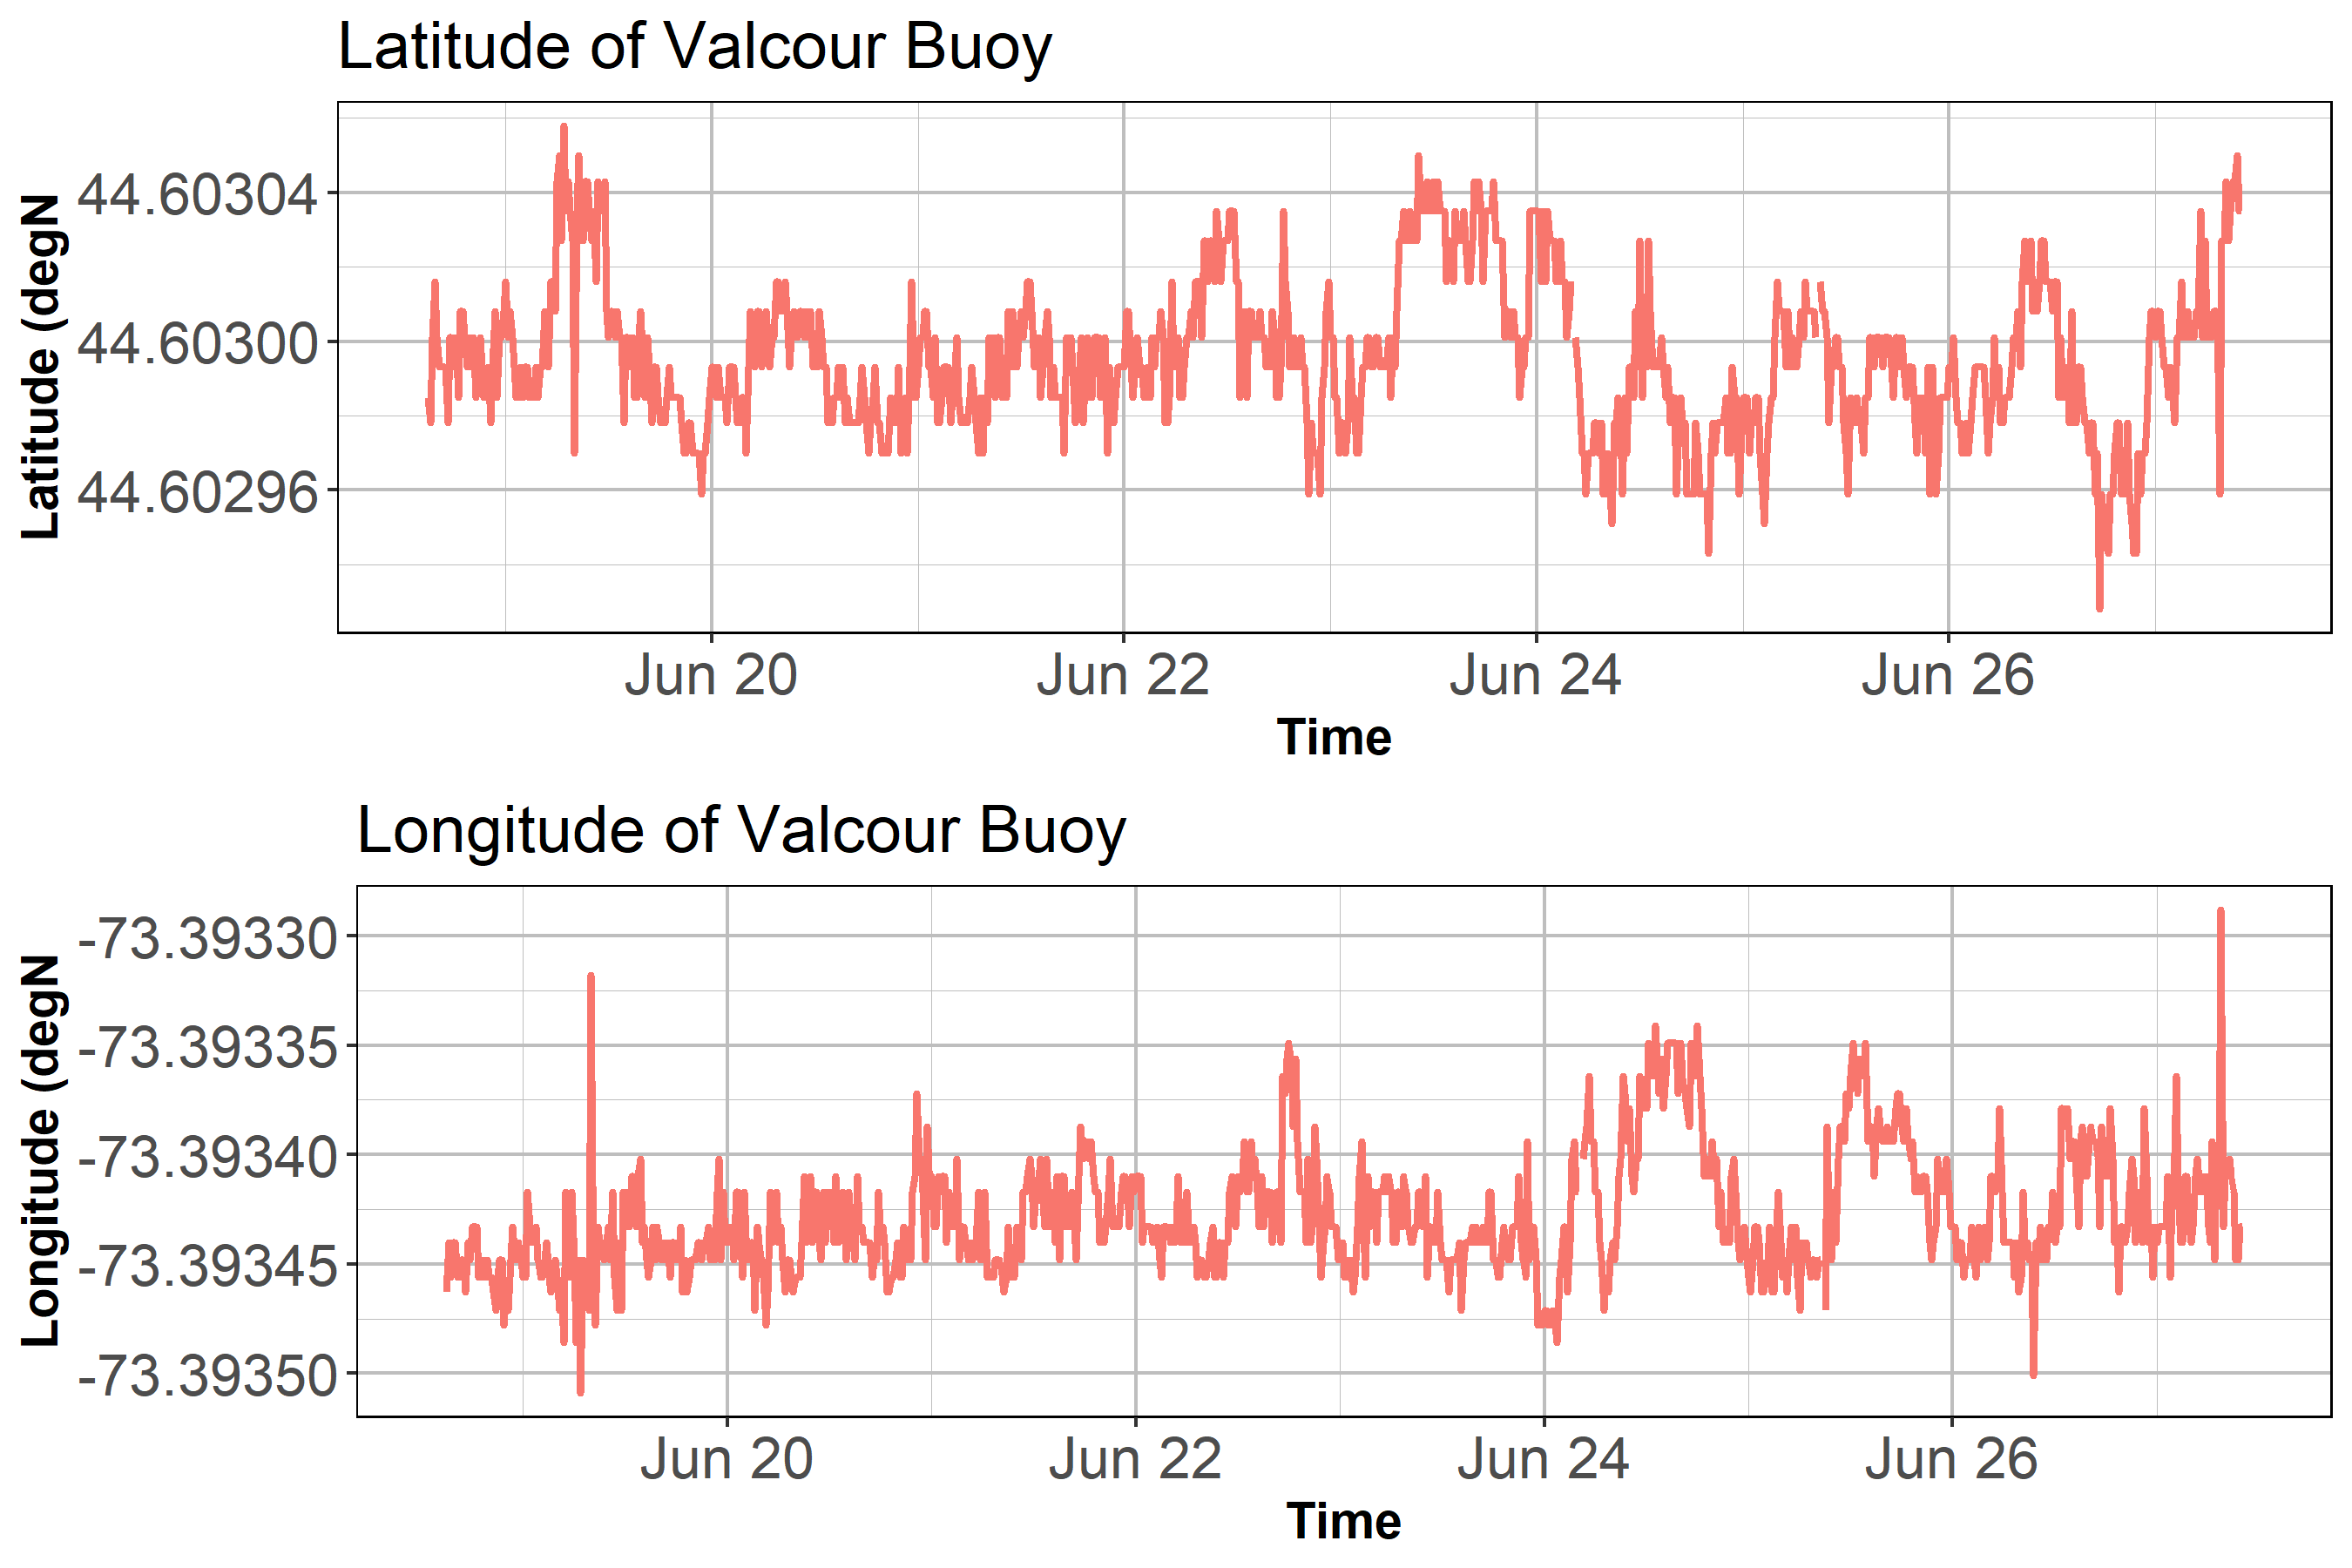 Latitude of Valcour Buoy
Latitude (degN
44.60304
44.60300
44.60296
Jun 20 Jun 22 Jun 24 Jun 26
Time
Longitude of Valcour Buoy
Longitude (degN
-73.39330
-73.39335
-73.39340
-73.39345
-73.39350
Jun 20 Jun 22 Jun 24 Jun 26
Time